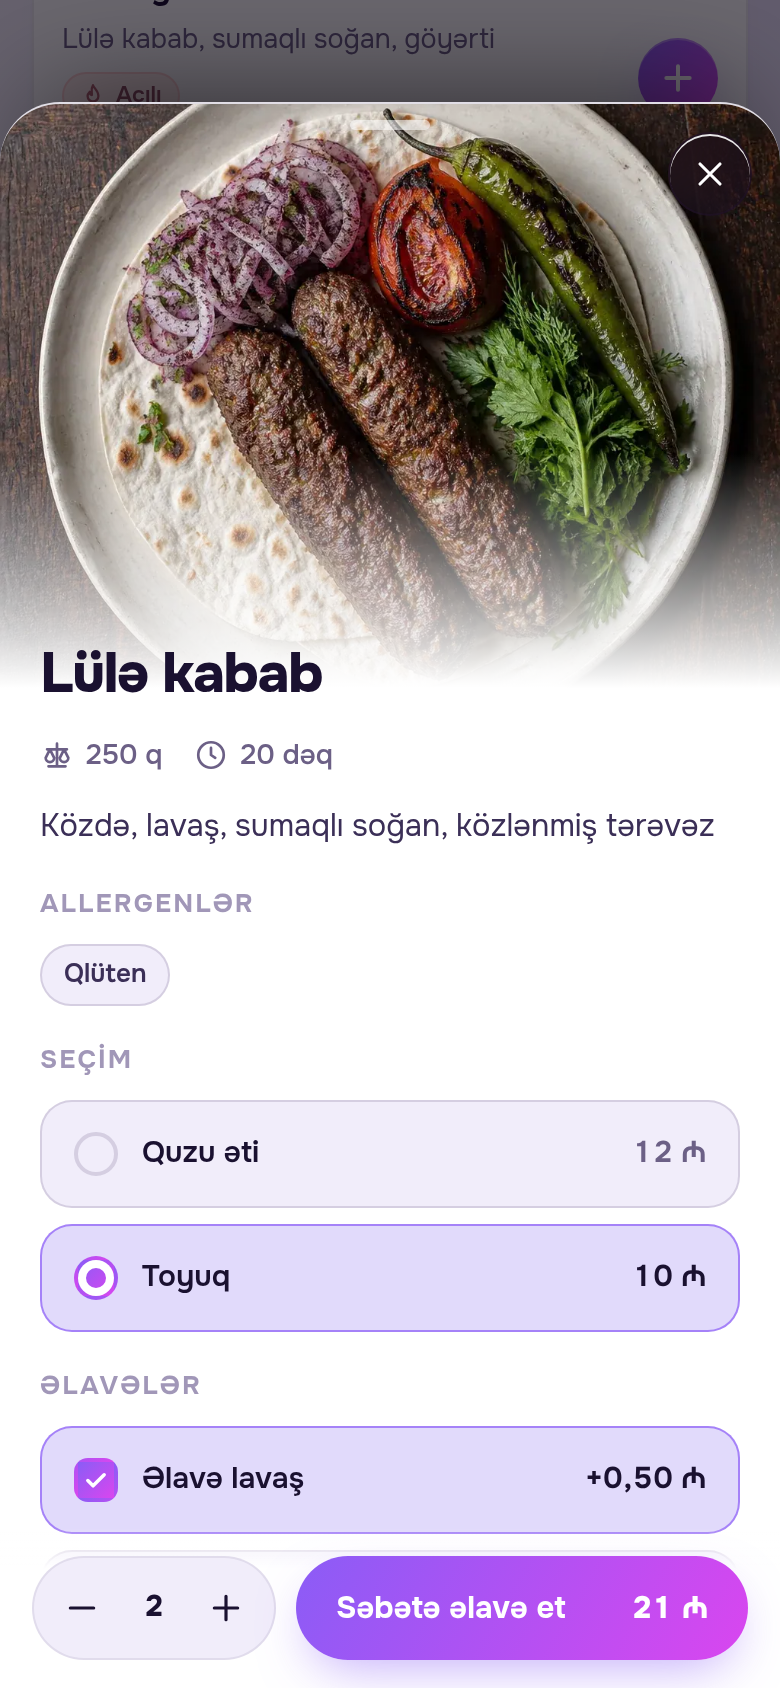 Lülə kabab, sumaqlı soğan, göyərti
Acılı
Lülə kabab
250 q 20 dəq
Közdə, lavaş, sumaqlı soğan, közlənmiş tərəvəz
ALLERGENLƏR
Qlüten
SEÇİM
Quzu əti 12 ₼
Toyuq 10 ₼
ƏLAVƏLƏR
Əlavə lavaş +0,50 ₼
2 Səbətə əlavə et 21 ₼